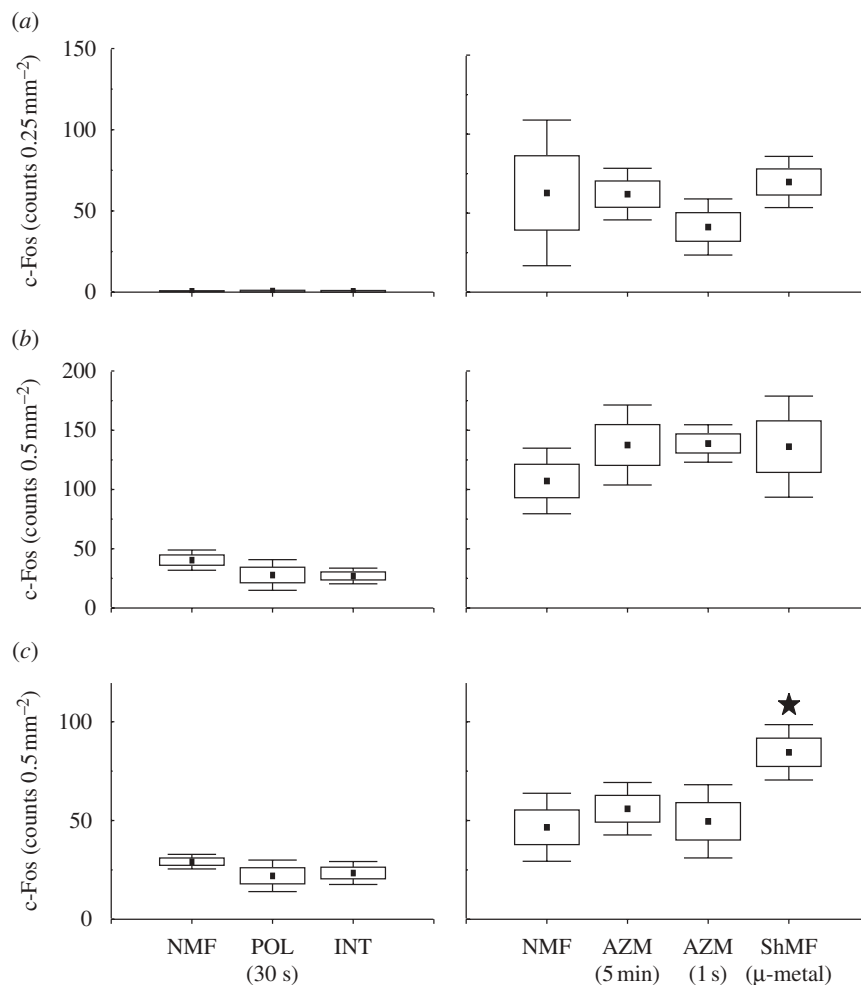 (a)
150
100
50
0
c-Fos (counts 0.25 mm−2)
(b)
200
150
100
50
0
c-Fos (counts 0.5 mm−2)
(c)
100
50
0
c-Fos (counts 0.5 mm−2)
NMF POL INT NMF AZM AZM ShMF
(30 s) (5 min) (1 s) (μ-metal)